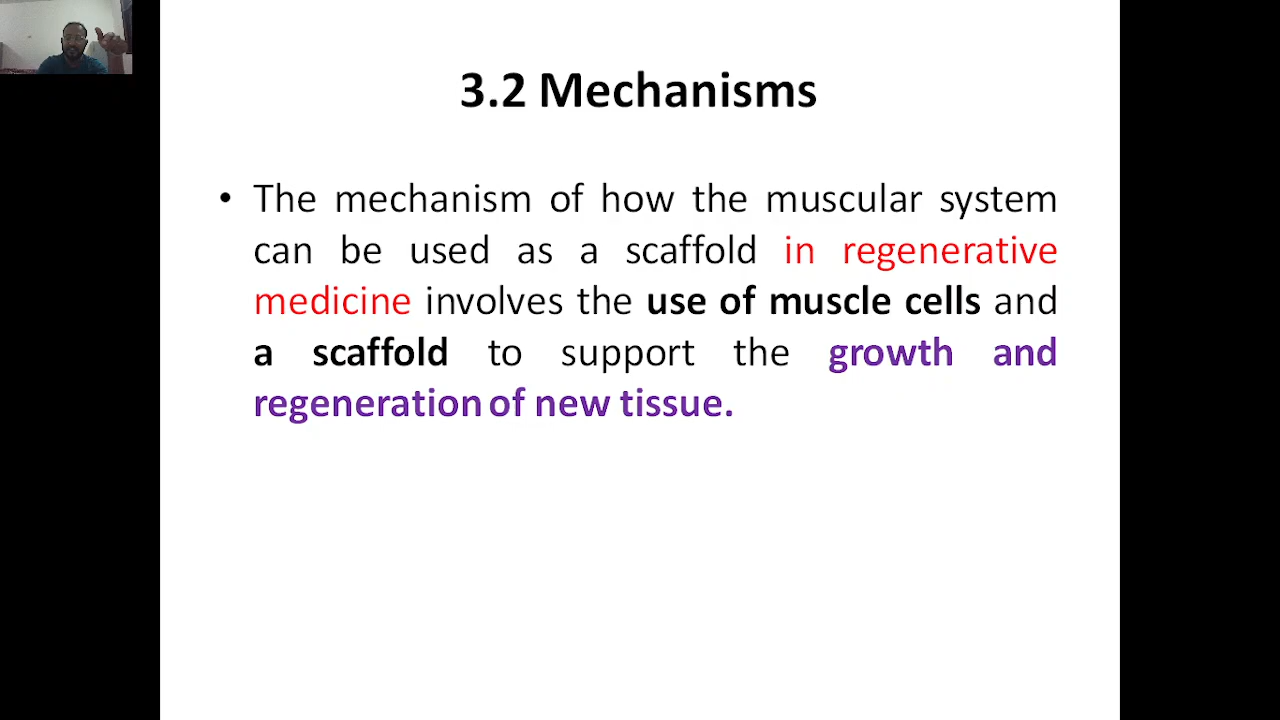 3.2 Mechanisms
• The mechanism of how the muscular system
can be used as a scaffold in regenerative
medicine involves the use of muscle cells and
a scaffold to support the growth and
regeneration of new tissue.